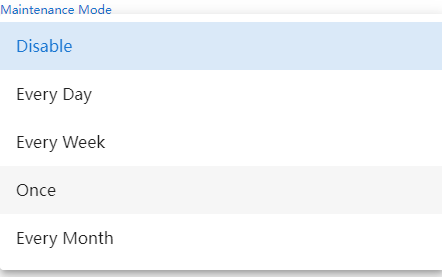 Maintenance Mode
Disable
Every Day
Every Week
Once
Every Month